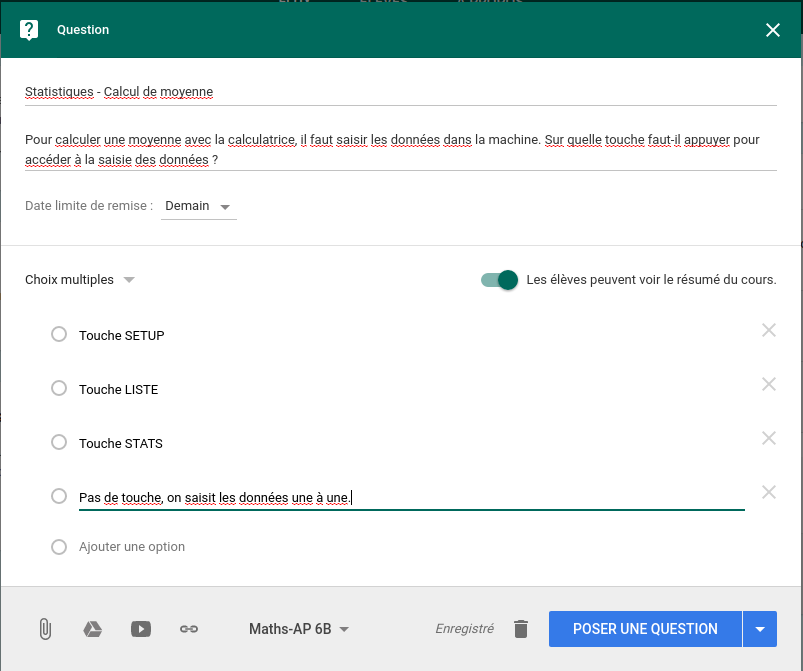 Question
Statistiques - Calcul de moyenne
Pour calculer une moyenne avec la calculatrice, il faut saisir les données dans la machine. Sur quelle touche faut-il appuyer pour
accéder à la saisie des données ?
Date limite de remise : Demain
Choix multiples
Les élèves peuvent voir le résumé du cours.
Touche SETUP
Touche LISTE
Touche STATS
Pas de touche, on saisit les données une à une.
Ajouter une option
Maths-AP 6B
Enregistré
POSER UNE QUESTION